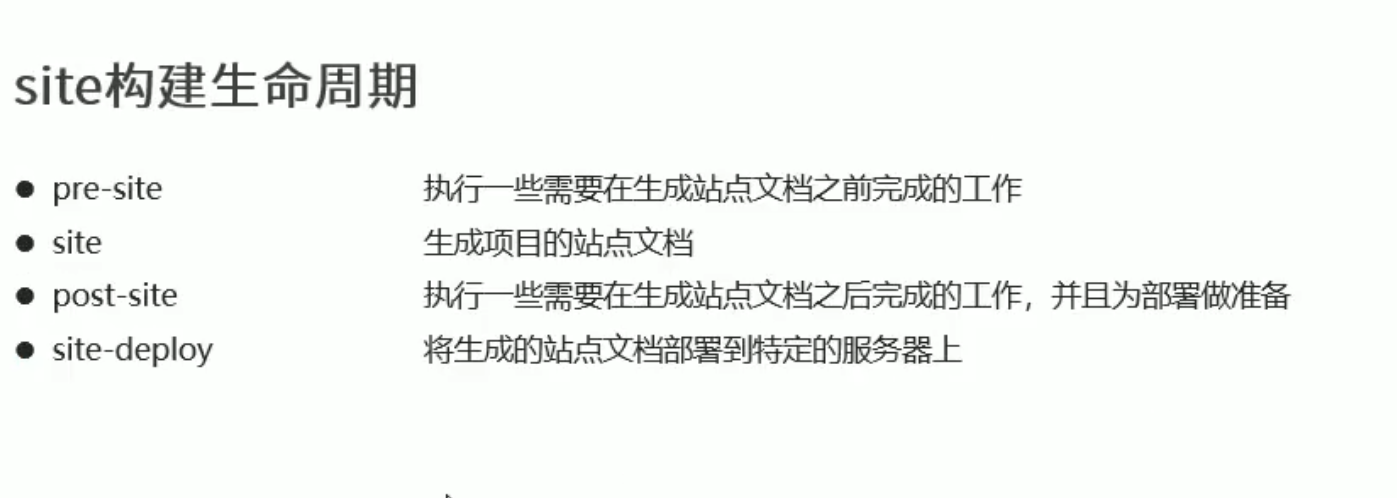 site构建生命周期
● pre-site 执行一些需要在生成站点文档之前完成的工作
● site 生成项目的站点文档
● post-site 执行一些需要在生成站点文档之后完成的工作，并且为部署做准备
● site-deploy 将生成的站点文档部署到特定的服务器上